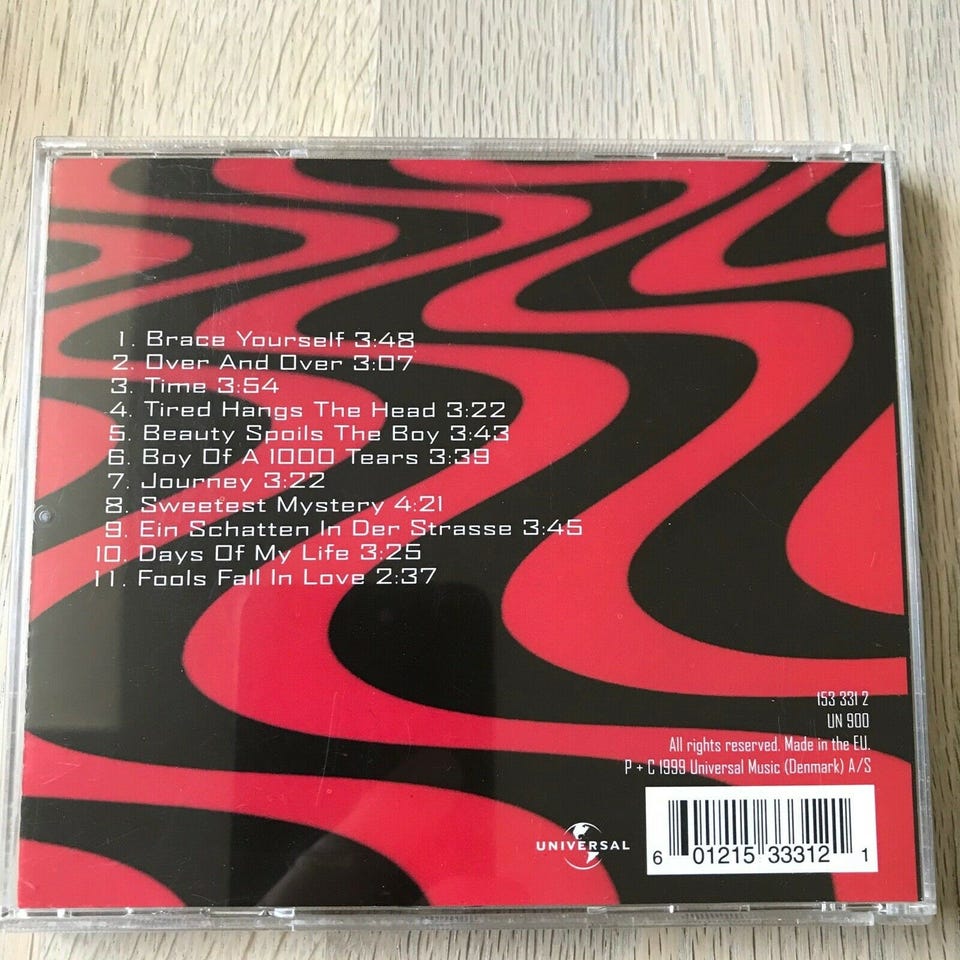 1. Brace Yourself 3:48
2. Over And Over 3:07
3. Time 3:54
4. Tired Hangs The Head 3:22
5. Beauty Spoils The Boy 3:43
6. Boy Of A 1000 Tears 3:39
7. Journey 3:22
8. Sweetest Mystery 4:21
9. Ein Schatten In Der Strasse 3:45
10. Days Of My Life 3:25
11. Fools Fall In Love 2:37
153 331 2
UN 900
All rights reserved. Made in the EU.
P + C 1999 Universal Music (Denmark) A/S
UNIVERSAL
6 01215 33312 1